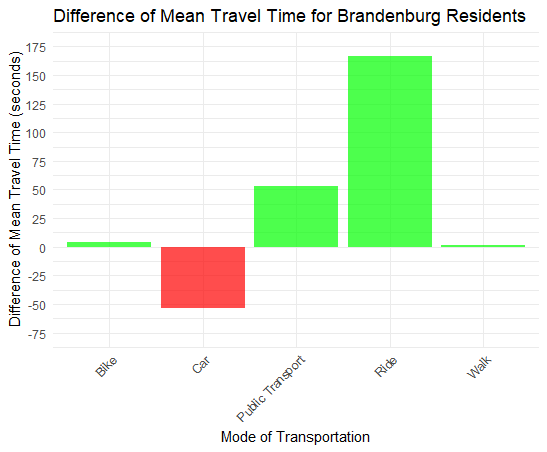 Difference of Mean Travel Time for Brandenburg Residents
Difference of Mean Travel Time (seconds)
175
150
125
100
75
50
25
0
-25
-50
-75
Bike
Car
Public Transport
Ride
Walk
Mode of Transportation